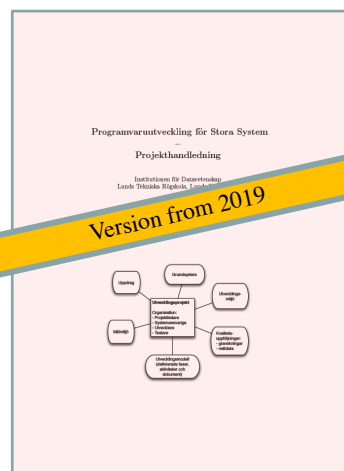 Programvaruutveckling för Stora System
–
Projekthandledning
Institutionen för Datavetenskap
Lunds Tekniska Högskola,
Version from 2019
Grundsystem
Uppdrag
Utvecklings-
miljö
Utvecklingsprojekt
Organisation:
- Projektledare
- Systemansvariga
- Utvecklare
- Testare
Målmiljö
Kvalitets-
uppföljningar:
- granskningar
- mätdata
Utvecklingsmodell
(definierade faser,
aktiviteter och
dokument)